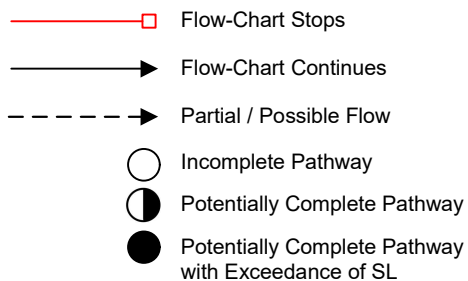 Flow-Chart Stops
Flow-Chart Continues
Partial / Possible Flow
Incomplete Pathway
Potentially Complete Pathway
Potentially Complete Pathway
with Exceedance of SL